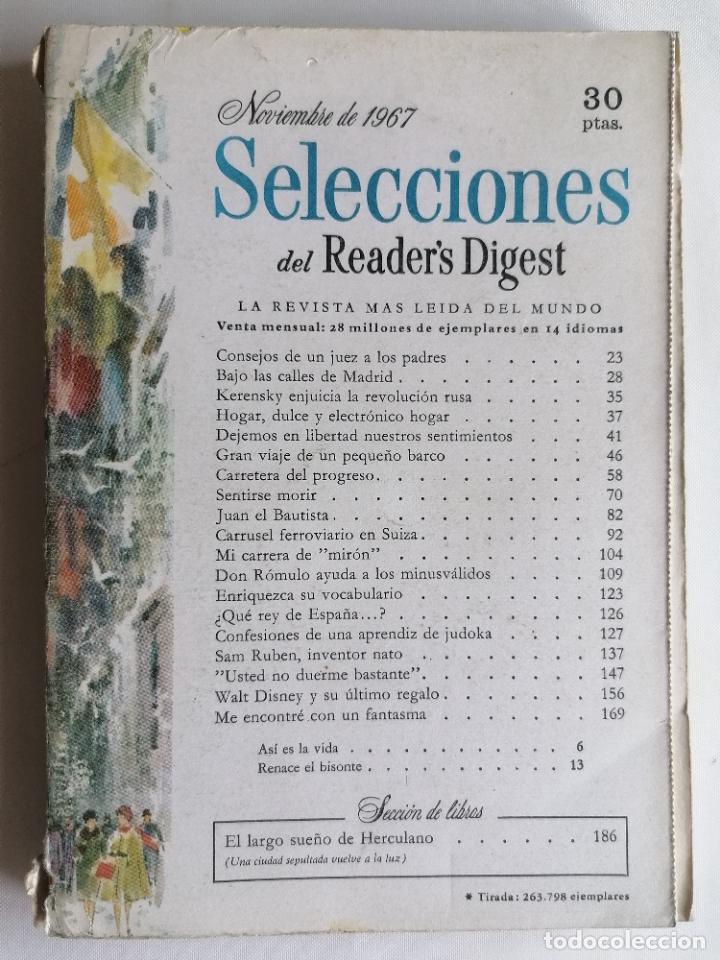 Noviembre de 1967
30
ptas.
Selecciones
del Reader's Digest
LA REVISTA MAS LEIDA DEL MUNDO
Venta mensual: 28 millones de ejemplares en 14 idiomas
Consejos de un juez a los padres . . . . . . 23
Bajo las calles de Madrid . . . . . . . . . 28
Kerensky enjuicia la revolución rusa . . . . . 35
Hogar, dulce y electrónico hogar . . . . . . 37
Dejemos en libertad nuestros sentimientos . . . 41
Gran viaje de un pequeño barco . . . . . . 46
Carretera del progreso. . . . . . . . . . 58
Sentirse morir . . . . . . . . . . . . 70
Juan el Bautista . . . . . . . . . . . . 82
Carrusel ferroviario en Suiza . . . . . . . . 92
Mi carrera de "mirón" . . . . . . . . . 104
Don Rómulo ayuda a los minusválidos . . . . 109
Enriquezca su vocabulario . . . . . . . . 123
¿Qué rey de España...? . . . . . . . . . 126
Confesiones de una aprendiz de judoka . . . . 127
Sam Ruben, inventor nato . . . . . . . . 137
"Usted no duerme bastante" . . . . . . . . 147
Walt Disney y su último regalo . . . . . . . 156
Me encontré con un fantasma . . . . . . . 169
Así es la vida . . . . . . . . . . . 6
Renace el bisonte . . . . . . . . . . 13
Sección de libros
El largo sueño de Herculano . . . . . . 186
(Una ciudad sepultada vuelve a la luz)
* Tirada: 263.798 ejemplares
todocoleccion